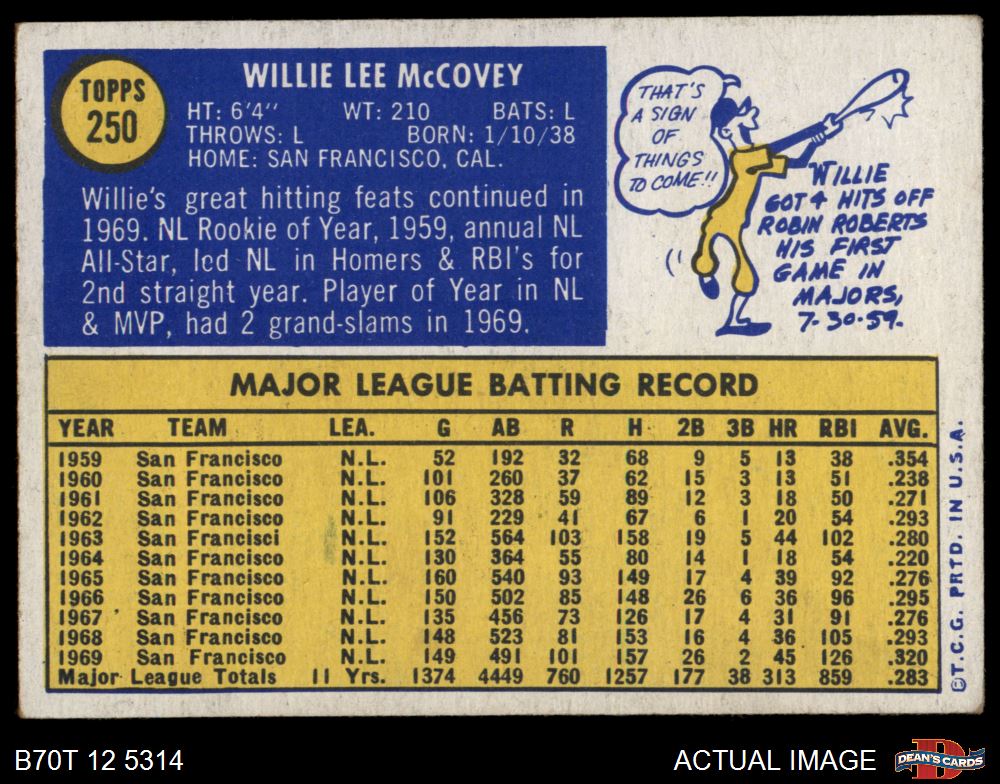 TOPPS
250
WILLIE LEE McCOVEY
HT: 6'4" WT: 210 BATS: L
THROWS: L BORN: 1/10/38
HOME: SAN FRANCISCO, CAL.
Willie's great hitting feats continued in
1969. NL Rookie of Year, 1959, annual NL
All-Star, led NL in Homers & RBI's for
2nd straight year. Player of Year in NL
& MVP, had 2 grand-slams in 1969.
THAT'S
A SIGN
OF
THINGS
TO COME!!
WILLIE
GOT 4 HITS OFF
ROBIN ROBERTS
HIS FIRST
GAME IN
MAJORS,
7-30-59.
MAJOR LEAGUE BATTING RECORD
YEAR TEAM LEA. G AB R H 2B 3B HR RBI AVG.
1959 San Francisco N.L. 52 192 32 68 9 5 13 38 .354
1960 San Francisco N.L. 101 260 37 62 15 3 13 51 .238
1961 San Francisco N.L. 106 328 59 89 12 3 18 50 .271
1962 San Francisco N.L. 91 229 41 67 6 1 20 54 .293
1963 San Francisci N.L. 152 564 103 158 19 5 44 102 .280
1964 San Francisco N.L. 130 364 55 80 14 1 18 54 .220
1965 San Francisco N.L. 160 540 93 149 17 4 39 92 .276
1966 San Francisco N.L. 150 502 85 148 26 6 36 96 .295
1967 San Francisco N.L. 135 456 73 126 17 4 31 91 .276
1968 San Francisco N.L. 148 523 81 153 16 4 36 105 .293
1969 San Francisco N.L. 149 491 101 157 26 2 45 126 .320
Major League Totals 11 Yrs. 1374 4449 760 1257 177 38 313 859 .283
©T.C.G. PRTD. IN U.S.A.
B70T 12 5314
ACTUAL IMAGE
DEAN'S CARDS